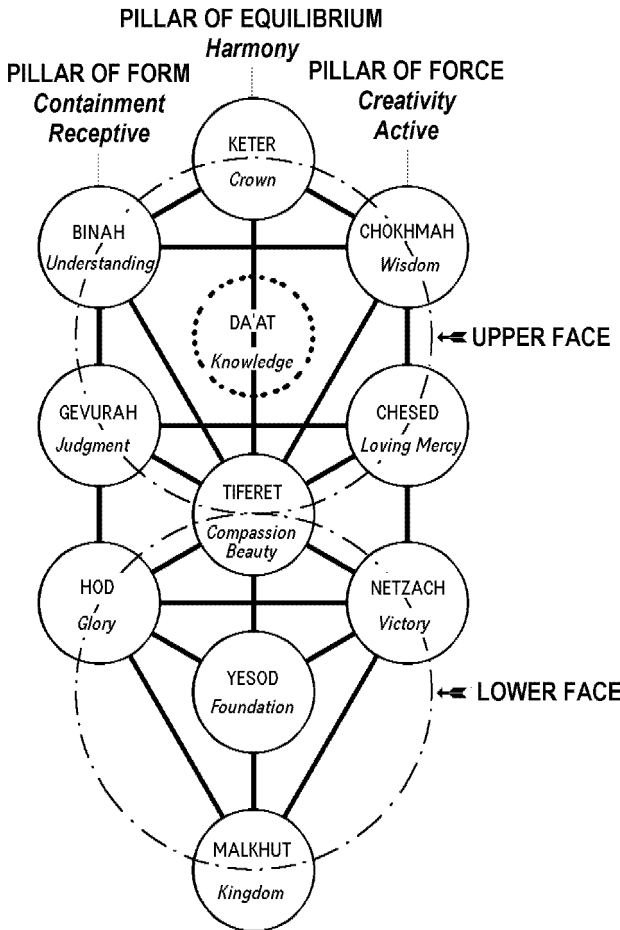 PILLAR OF EQUILIBRIUM
Harmony
PILLAR OF FORM
Containment
Receptive
PILLAR OF FORCE
Creativity
Active
KETER
Crown
BINAH
Understanding
CHOKHMAH
Wisdom
DA'AT
Knowledge
UPPER FACE
GEVURAH
Judgment
CHESED
Loving Mercy
TIFERET
Compassion
Beauty
HOD
Glory
NETZACH
Victory
YESOD
Foundation
LOWER FACE
MALKHUT
Kingdom